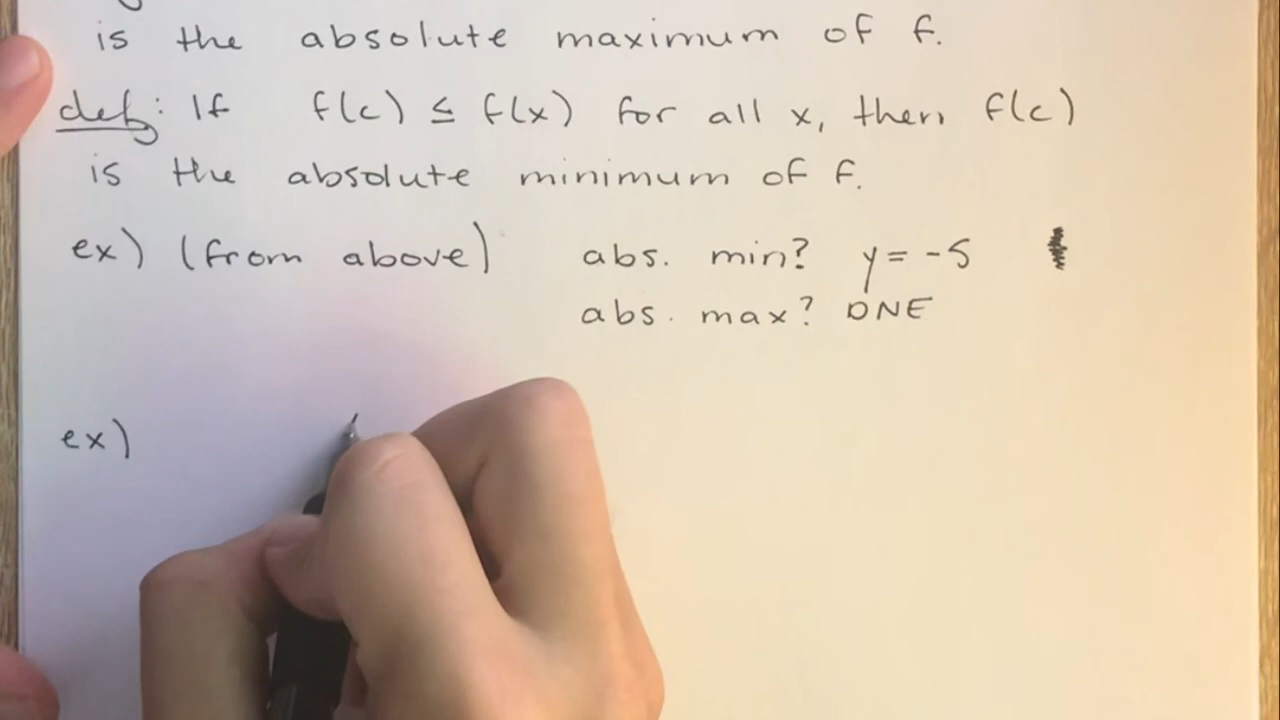 is the absolute maximum of f.
def: If f(c) ≤ f(x) for all x, then f(c)
is the absolute minimum of f.
ex) (from above) abs. min? y = -5
abs. max? DNE
ex)